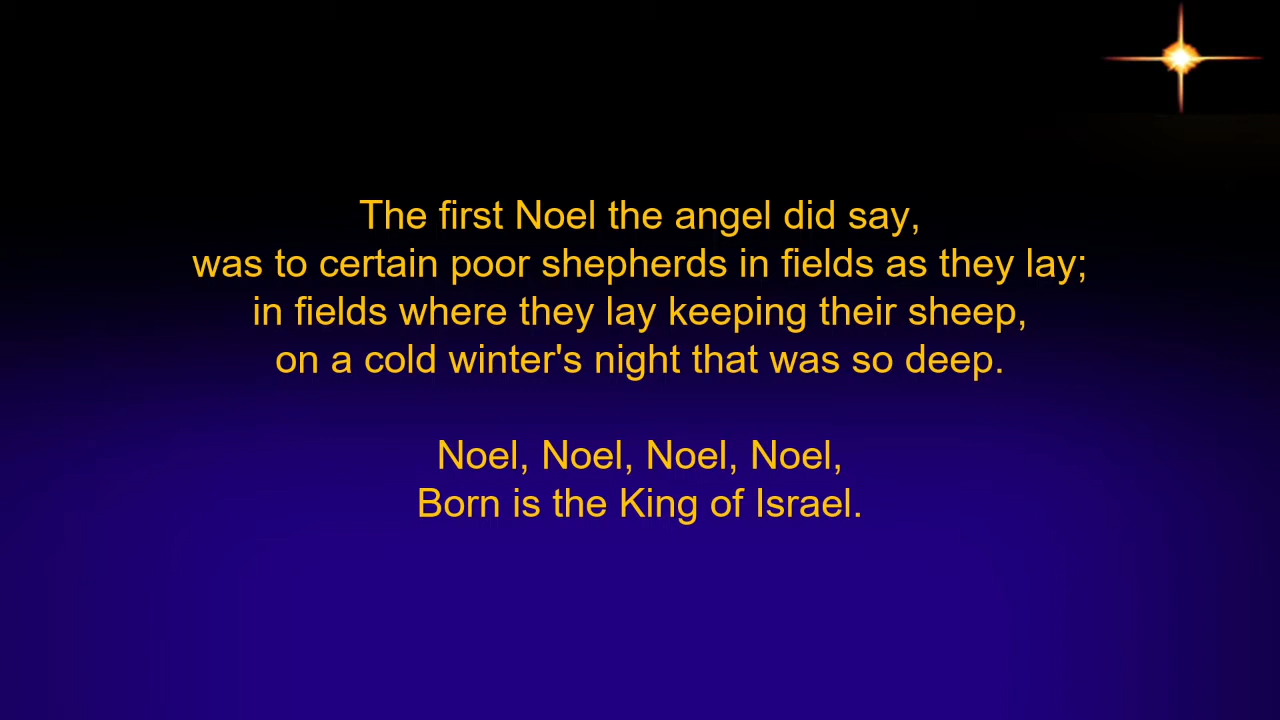 The first Noel the angel did say,
was to certain poor shepherds in fields as they lay;
in fields where they lay keeping their sheep,
on a cold winter's night that was so deep.
Noel, Noel, Noel, Noel,
Born is the King of Israel.